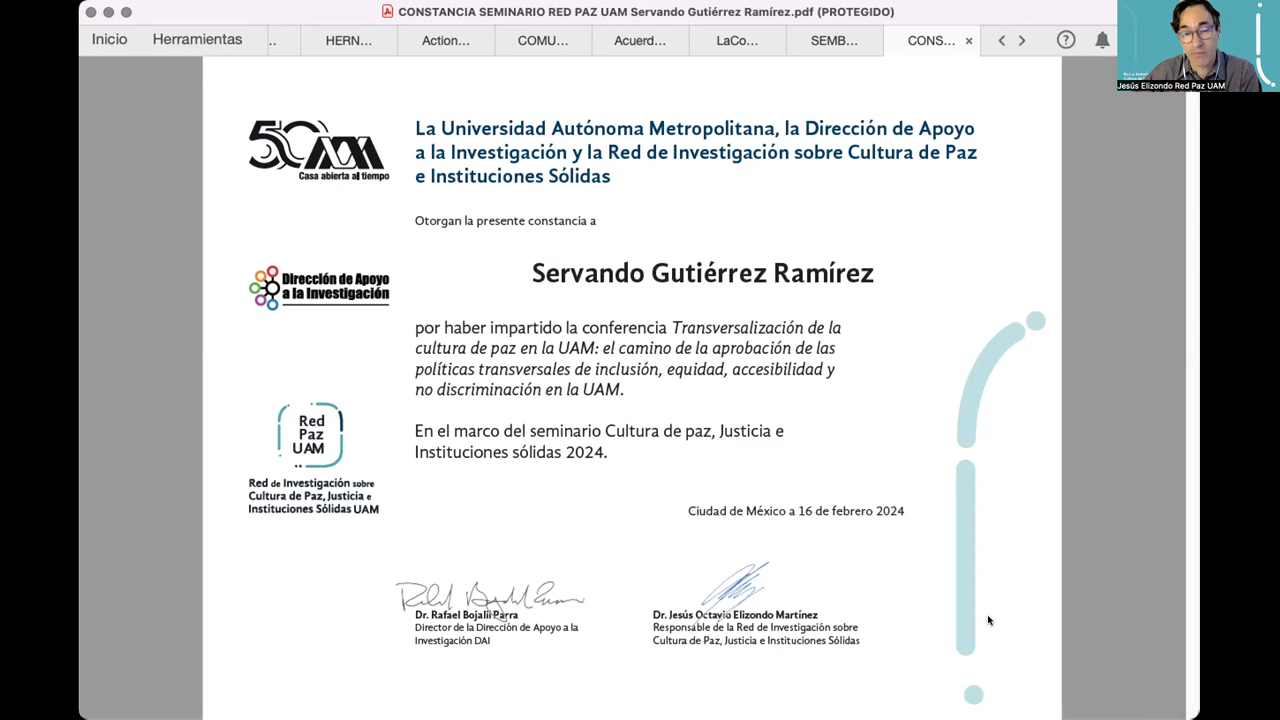 CONSTANCIA SEMINARIO RED PAZ UAM Servando Gutiérrez Ramírez.pdf (PROTEGIDO)
Inicio Herramientas .. HERN... Action... COMU... Acuerd... LaCo... SEMB... CONS... ×
Jesús Elizondo Red Paz UAM
50 UAM
Casa abierta al tiempo
La Universidad Autónoma Metropolitana, la Dirección de Apoyo
a la Investigación y la Red de Investigación sobre Cultura de Paz
e Instituciones Sólidas
Otorgan la presente constancia a
Servando Gutiérrez Ramírez
Dirección de Apoyo
a la Investigación
por haber impartido la conferencia Transversalización de la
cultura de paz en la UAM: el camino de la aprobación de las
políticas transversales de inclusión, equidad, accesibilidad y
no discriminación en la UAM.
Red
Paz
UAM
Red de Investigación sobre
Cultura de Paz, Justicia e
Instituciones Sólidas UAM
En el marco del seminario Cultura de paz, Justicia e
Instituciones sólidas 2024.
Ciudad de México a 16 de febrero 2024
Dr. Rafael Bojalil Parra
Director de la Dirección de Apoyo a la
Investigación DAI
Dr. Jesús Octavio Elizondo Martínez
Responsable de la Red de Investigación sobre
Cultura de Paz, Justicia e Instituciones Sólidas